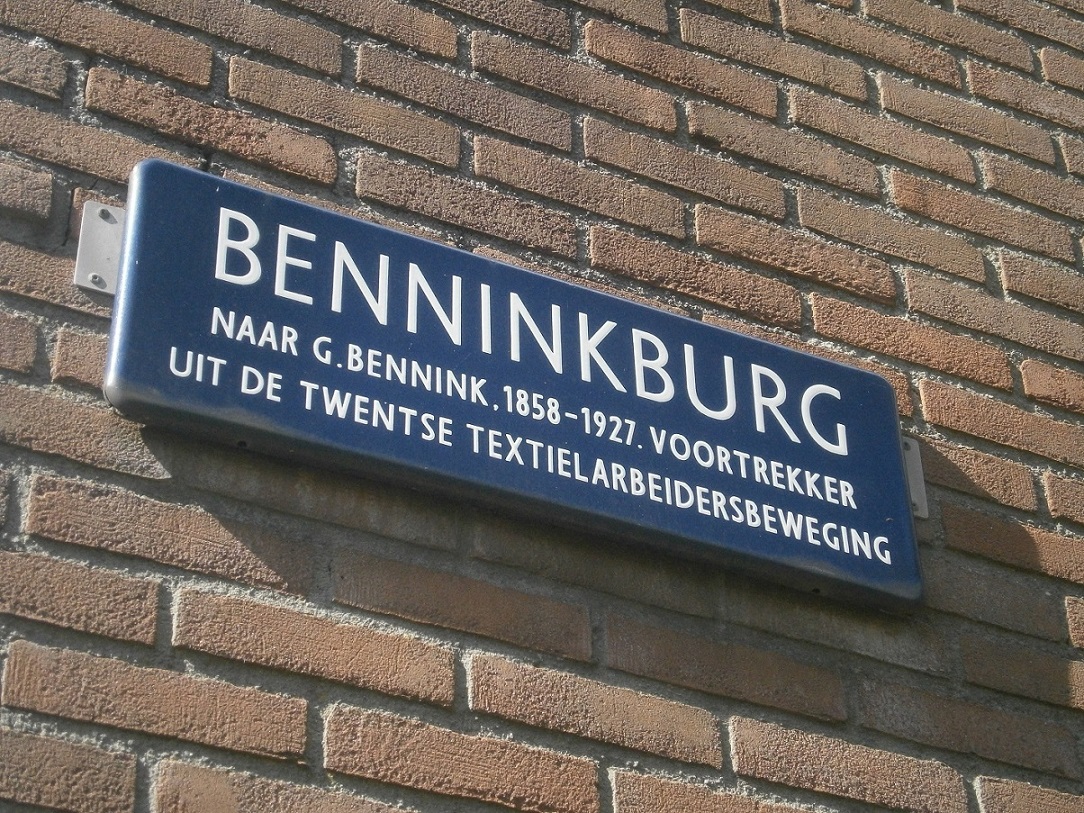 BENNINKBURG
NAAR G.BENNINK, 1858-1927. VOORTREKKER
UIT DE TWENTSE TEXTIELARBEIDERSBEWEGING